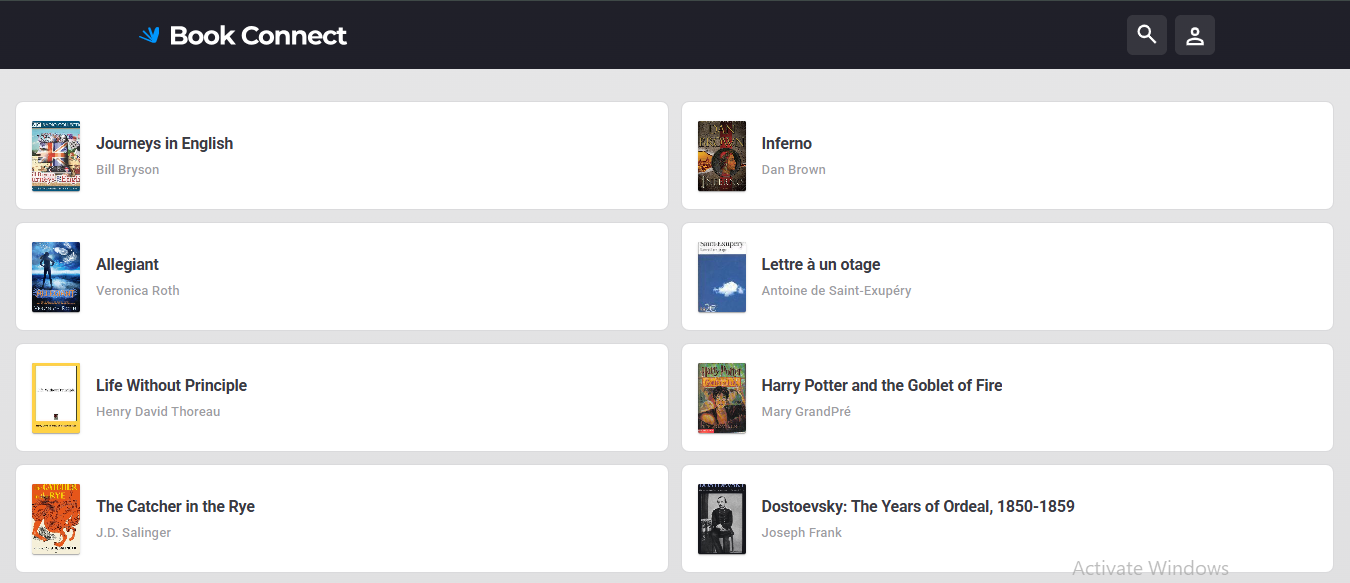 Book Connect
Journeys in English
Bill Bryson
Inferno
Dan Brown
Allegiant
Veronica Roth
Lettre à un otage
Antoine de Saint-Exupéry
Life Without Principle
Henry David Thoreau
Harry Potter and the Goblet of Fire
Mary GrandPré
The Catcher in the Rye
J.D. Salinger
Dostoevsky: The Years of Ordeal, 1850-1859
Joseph Frank
Activate Windows